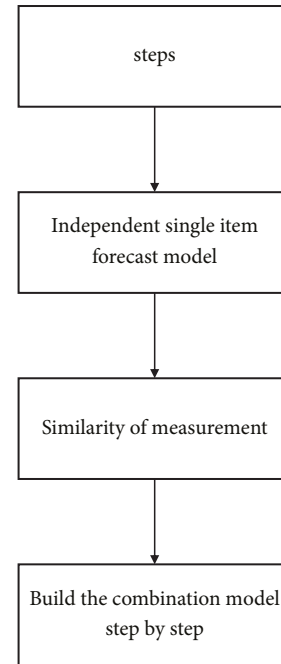 steps
Independent single item
forecast model
Similarity of measurement
Build the combination model
step by step